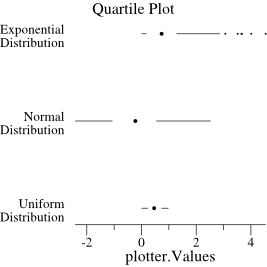 Quartile Plot
Exponential
Distribution
Normal
Distribution
Uniform
Distribution
-2 0 2 4
plotter.Values